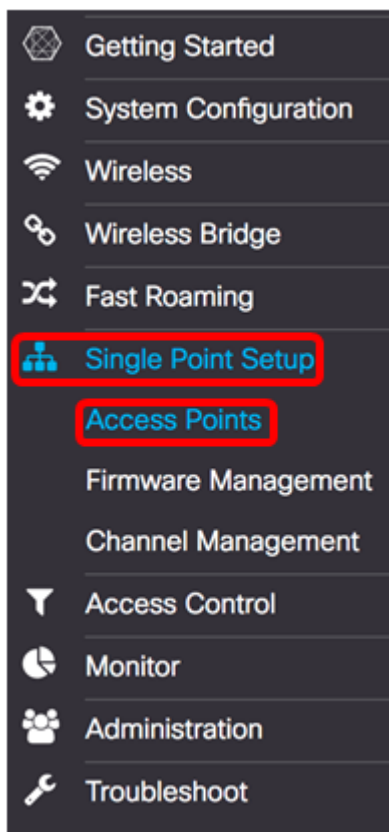 Getting Started
System Configuration
Wireless
Wireless Bridge
Fast Roaming
Single Point Setup
Access Points
Firmware Management
Channel Management
Access Control
Monitor
Administration
Troubleshoot